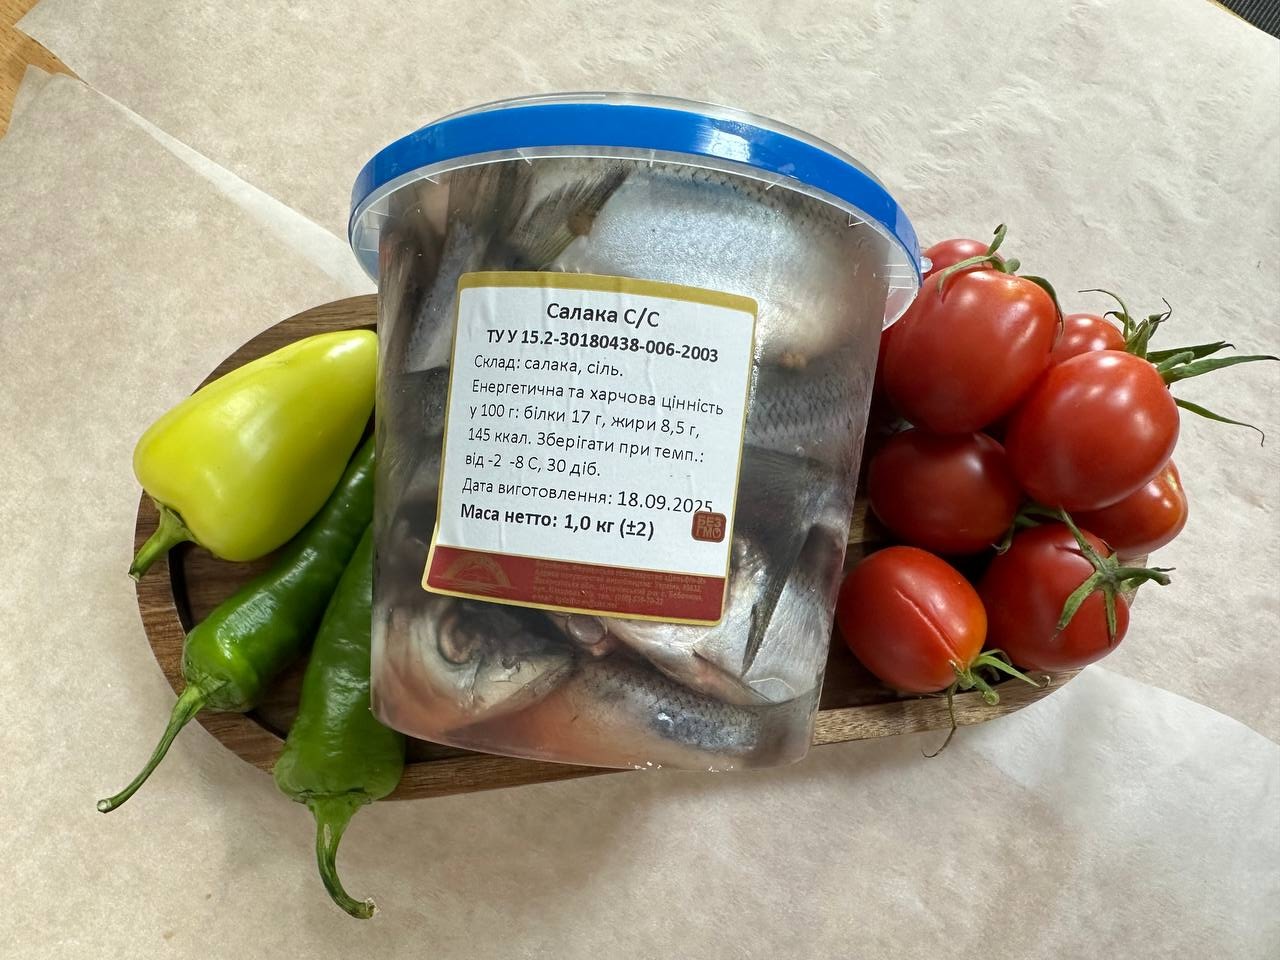 Салака С/С
ТУ У 15.2-30180438-006-2003
Склад: салака, сіль.
Енергетична та харчова цінність
у 100 г: білки 17 г, жири 8,5 г,
145 ккал. Зберігати при темп.:
від -2 -8 С, 30 діб.
Дата виготовлення: 18.09.2025
Маса нетто: 1,0 кг (±2)
БЕЗ
ГМО